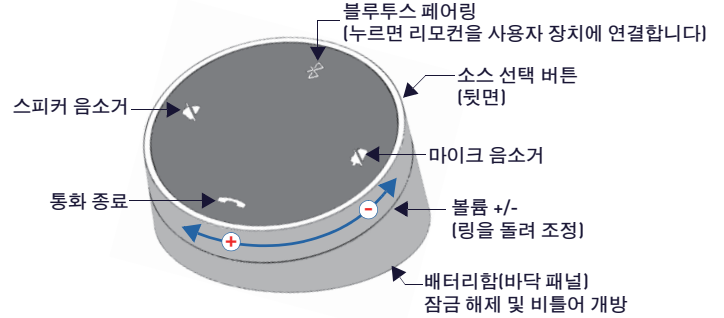 블루투스 페어링
(누르면 리모컨을 사용자 장치에 연결합니다)
소스 선택 버튼
(뒷면)
스피커 음소거
마이크 음소거
통화 종료
볼륨 +/-
(링을 돌려 조정)
-
+
배터리함(바닥 패널)
잠금 해제 및 비틀어 개방